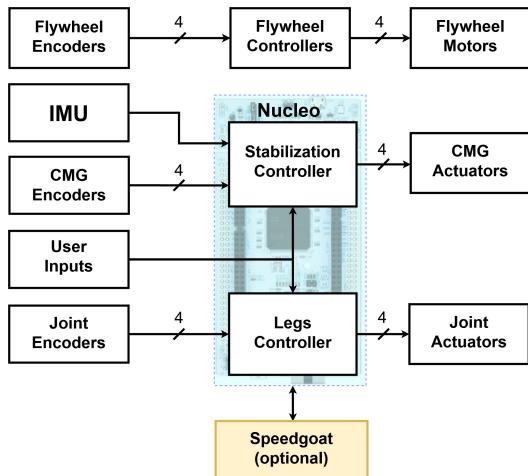 Flywheel
Encoders
4
Flywheel
Controllers
4
Flywheel
Motors
IMU
Nucleo
CMG
Encoders
4
Stabilization
Controller
4
CMG
Actuators
User
Inputs
Joint
Encoders
4
Legs
Controller
4
Joint
Actuators
Speedgoat
(optional)